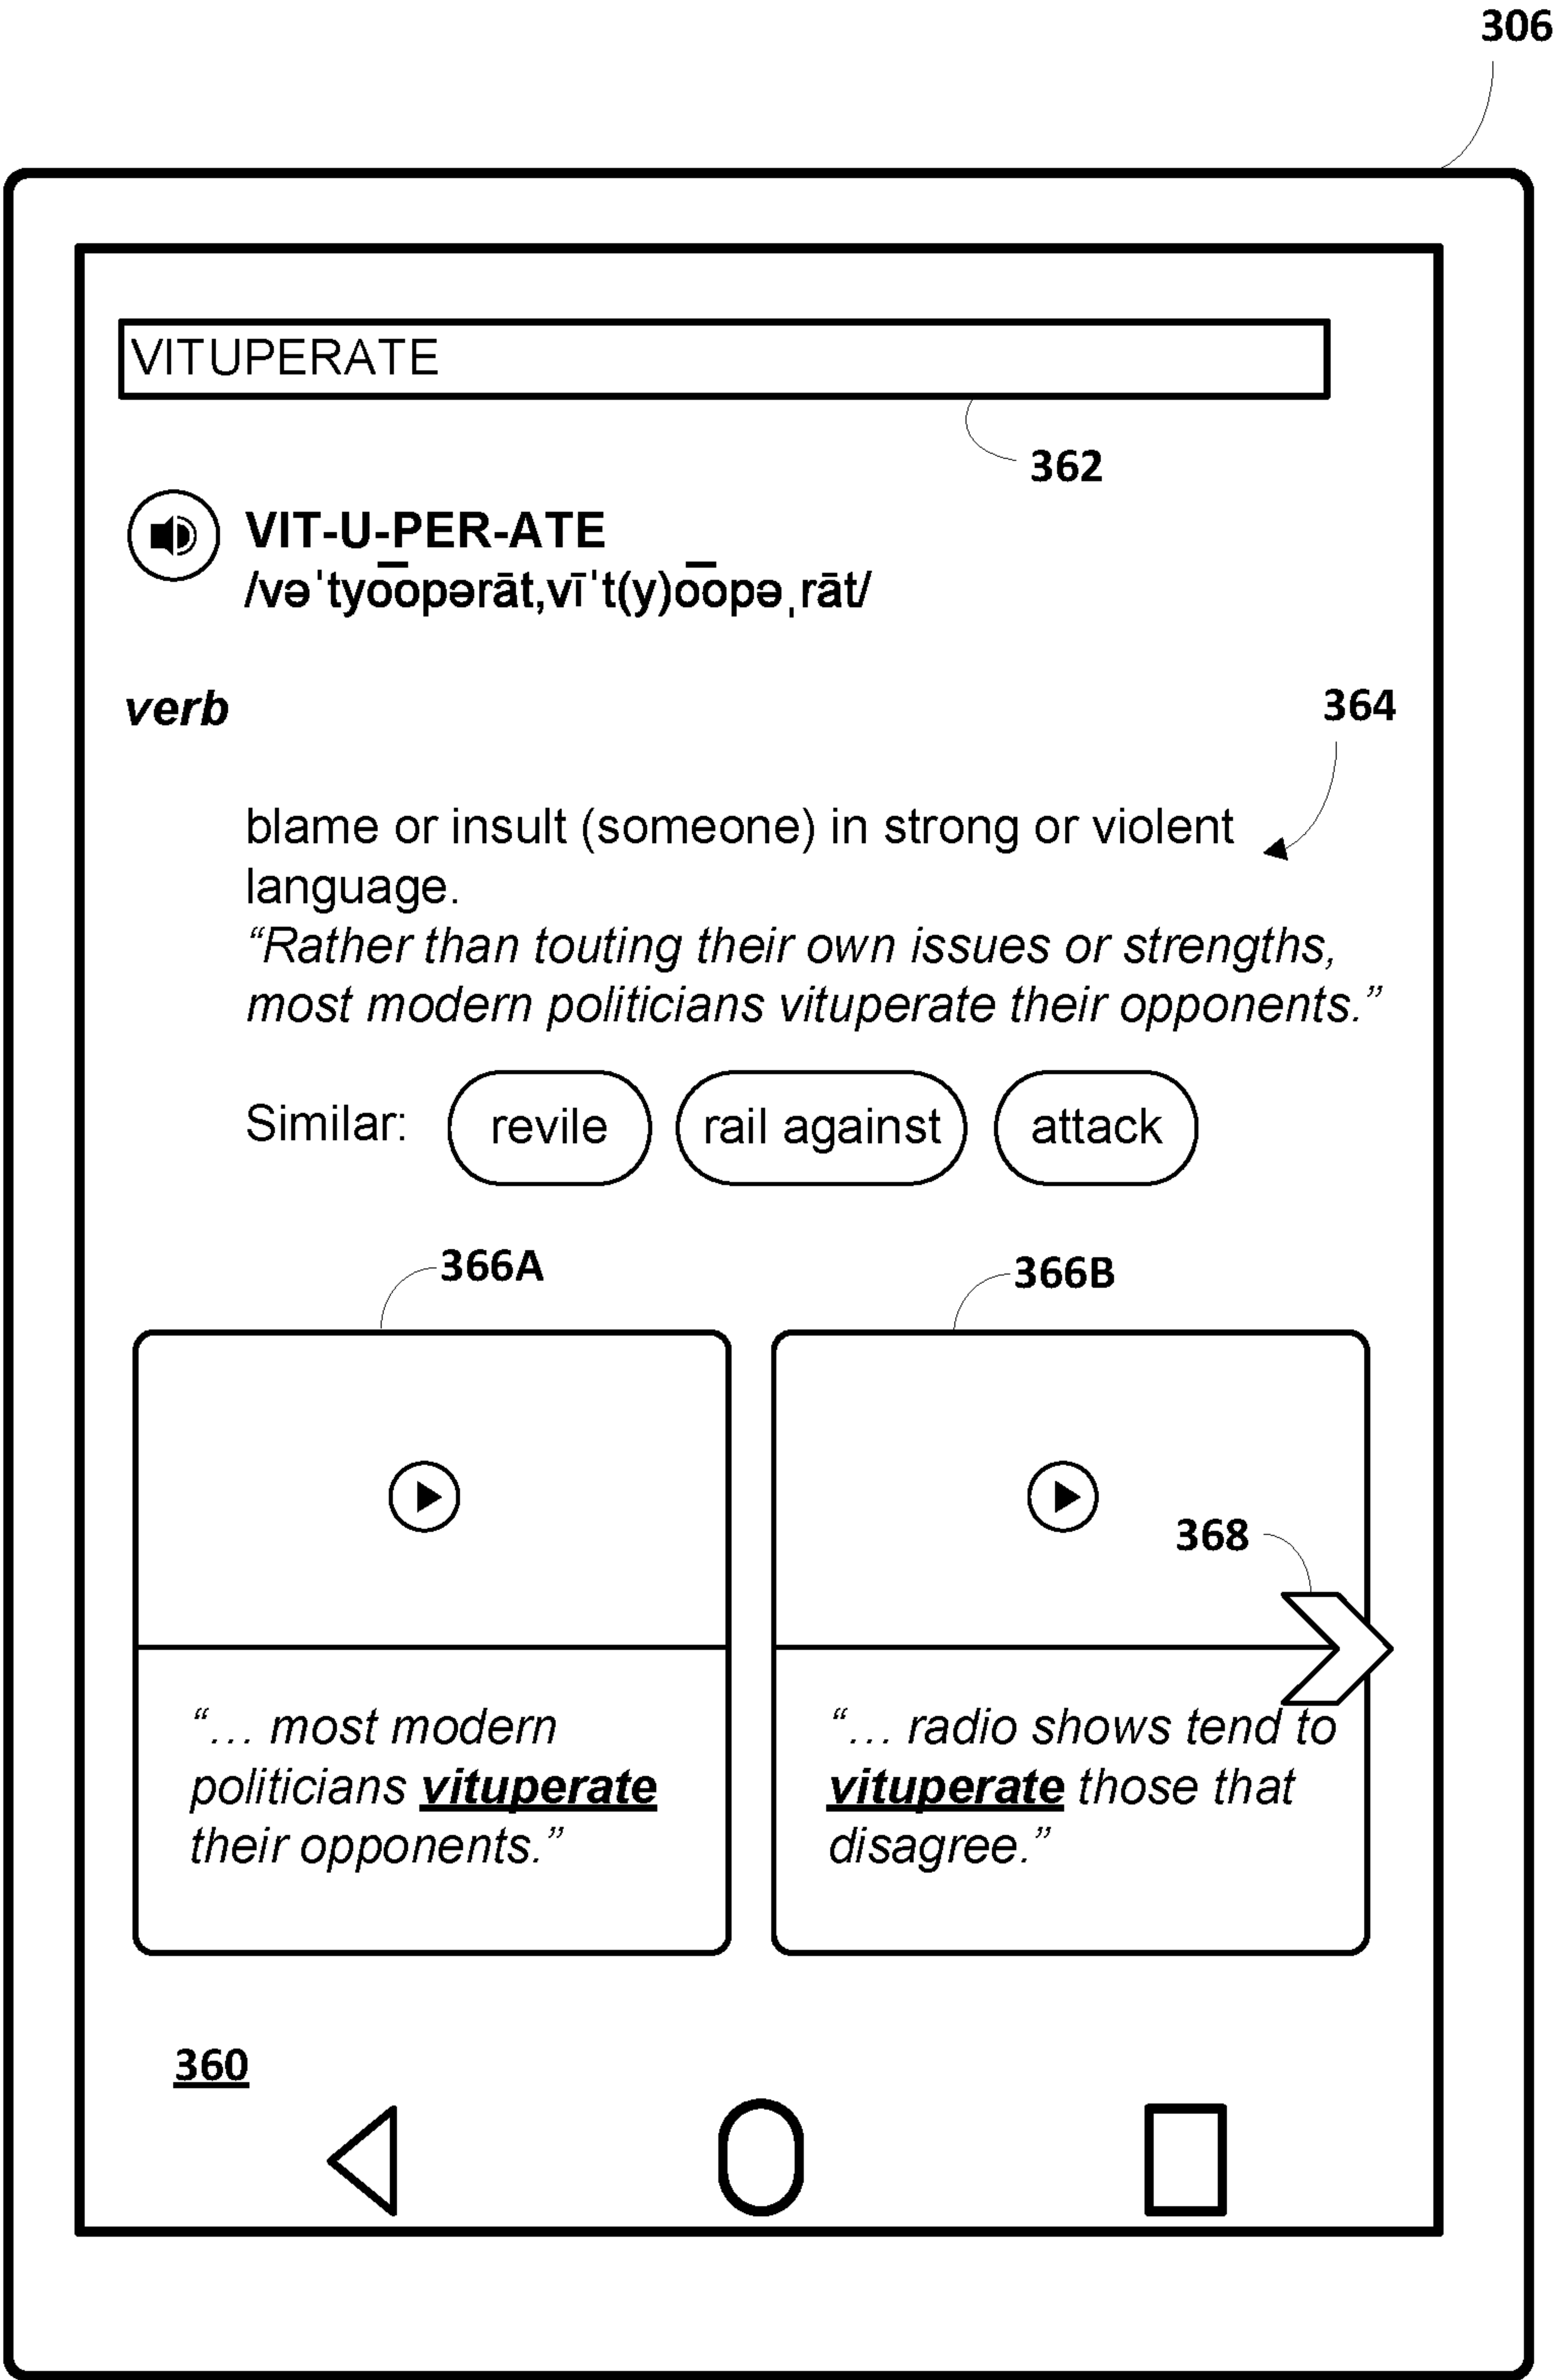 306
VITUPERATE
362
VIT-U-PER-ATE
/vəˈtyo͞opərāt,vīˈt(y)o͞opəˌrāt/
verb
364
blame or insult (someone) in strong or violent
language.
“Rather than touting their own issues or strengths,
most modern politicians vituperate their opponents.”
Similar: revile rail against attack
366A
366B
368
“… most modern
politicians vituperate
their opponents.”
“… radio shows tend to
vituperate those that
disagree.”
360